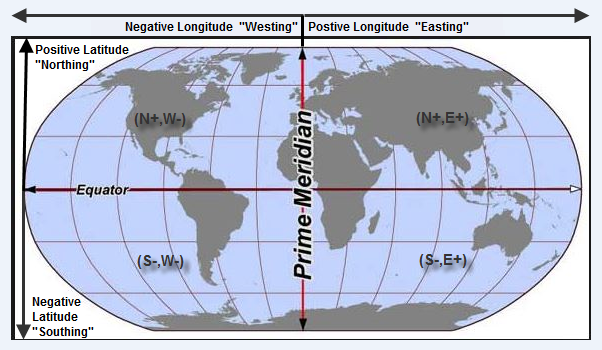 Negative Longitude "Westing"
Postive Longitude "Easting"
Positive Latitude
"Northing"
(N+,W-)
(N+,E+)
Prime Meridian
Equator
(S-,W-)
(S-,E+)
Negative
Latitude
"Southing"